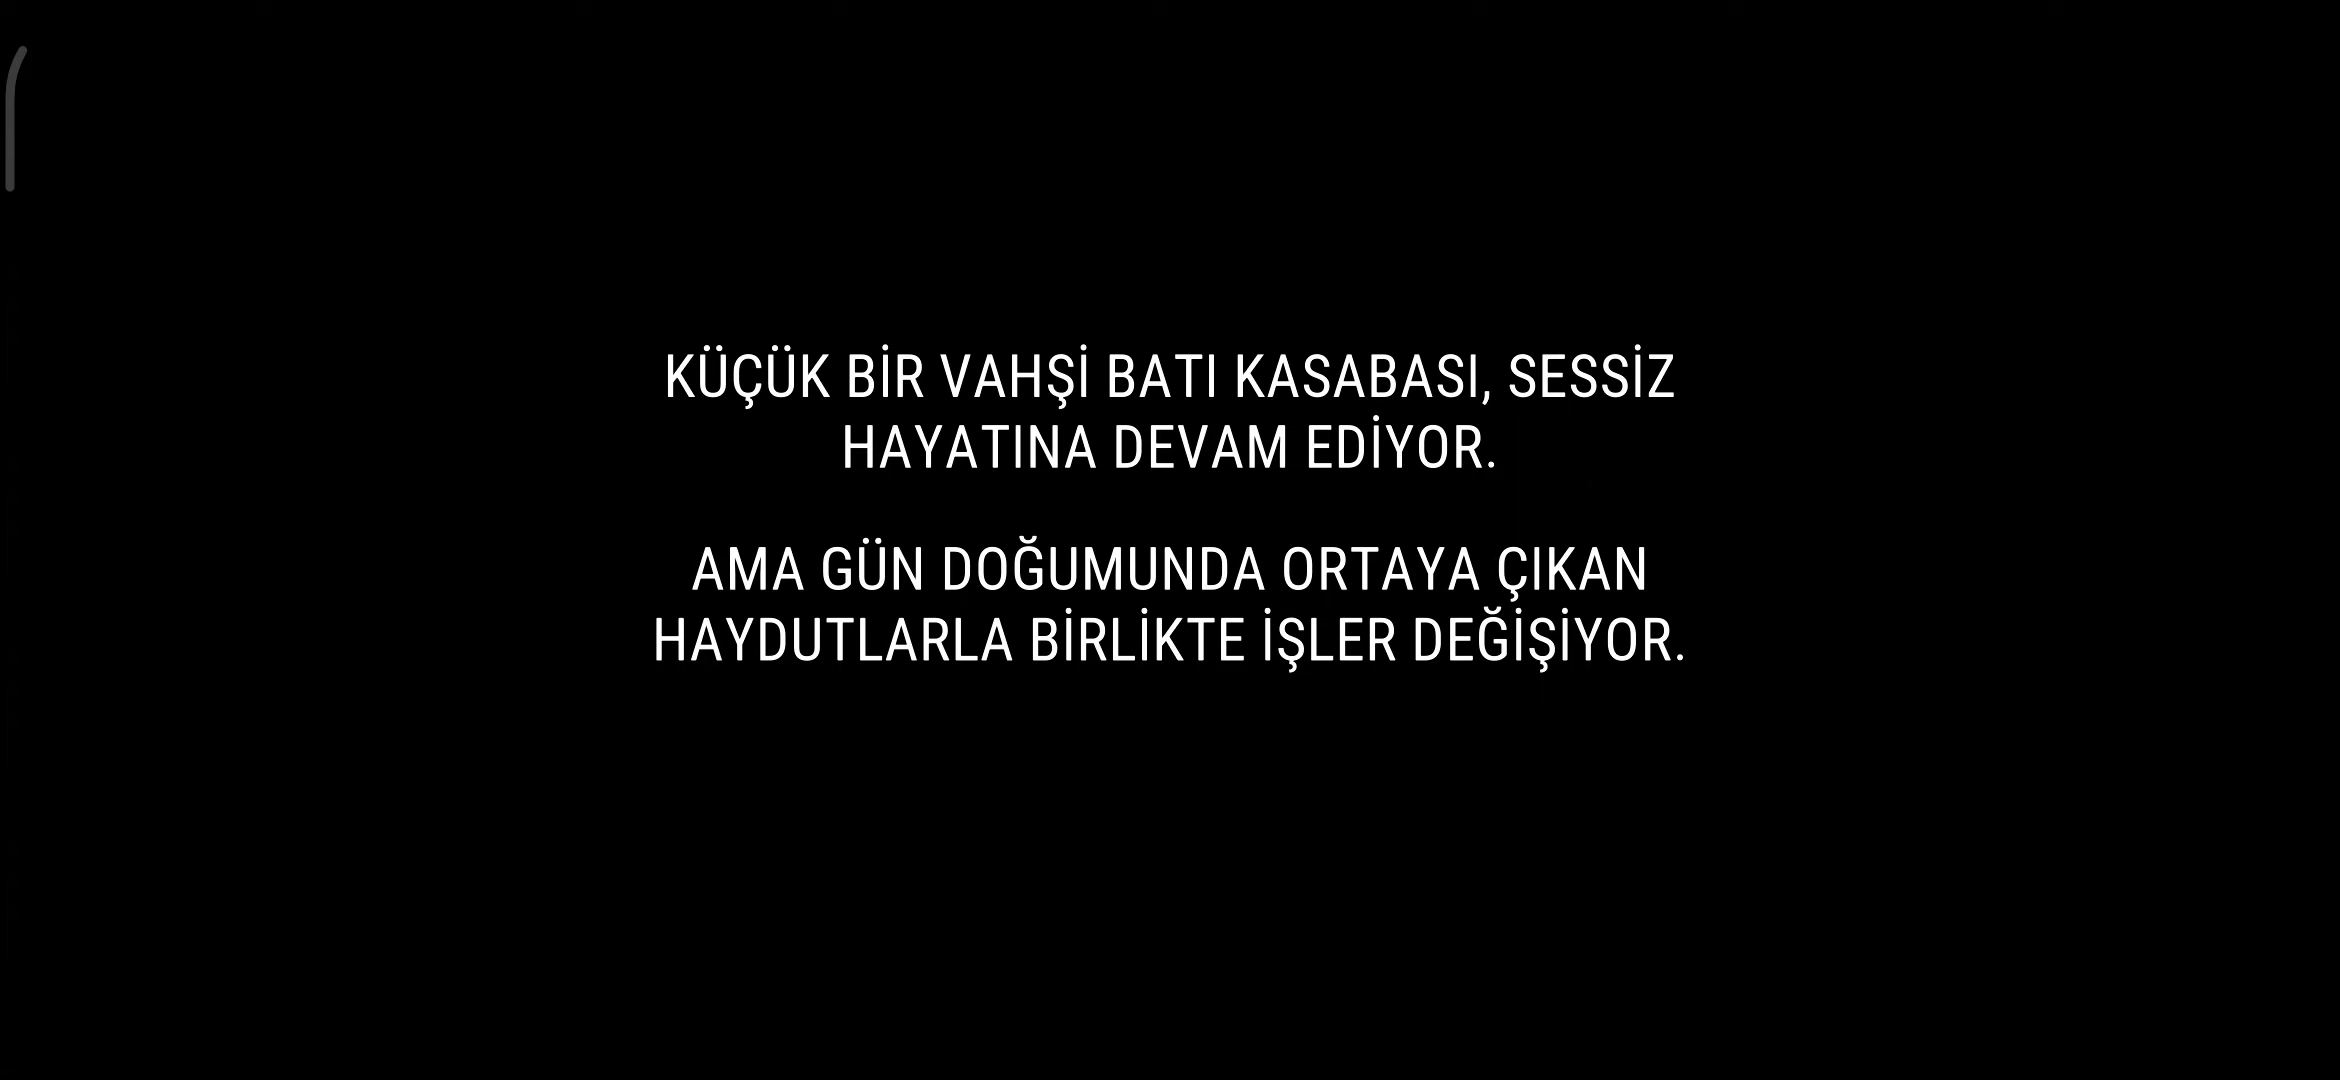 KÜÇÜK BİR VAHŞİ BATI KASABASI, SESSİZ
HAYATINA DEVAM EDİYOR.
AMA GÜN DOĞUMUNDA ORTAYA ÇIKAN
HAYDUTLARLA BİRLİKTE İŞLER DEĞİŞİYOR.